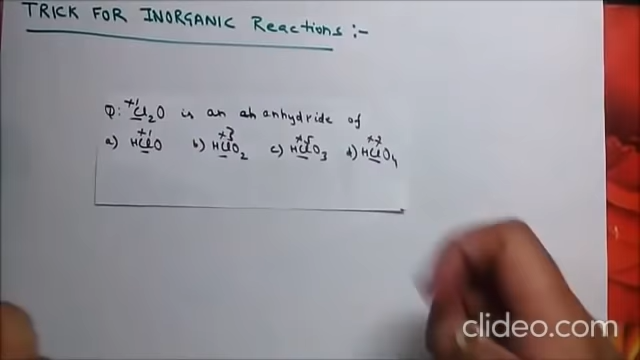 TRICK FOR INORGANIC Reactions :-
Q: Cl₂O is an ah anhydride of
+1
+1 +3 +5 +7
a) HClO b) HClO₂ c) HClO₃ d) HClO₄
clideo.com